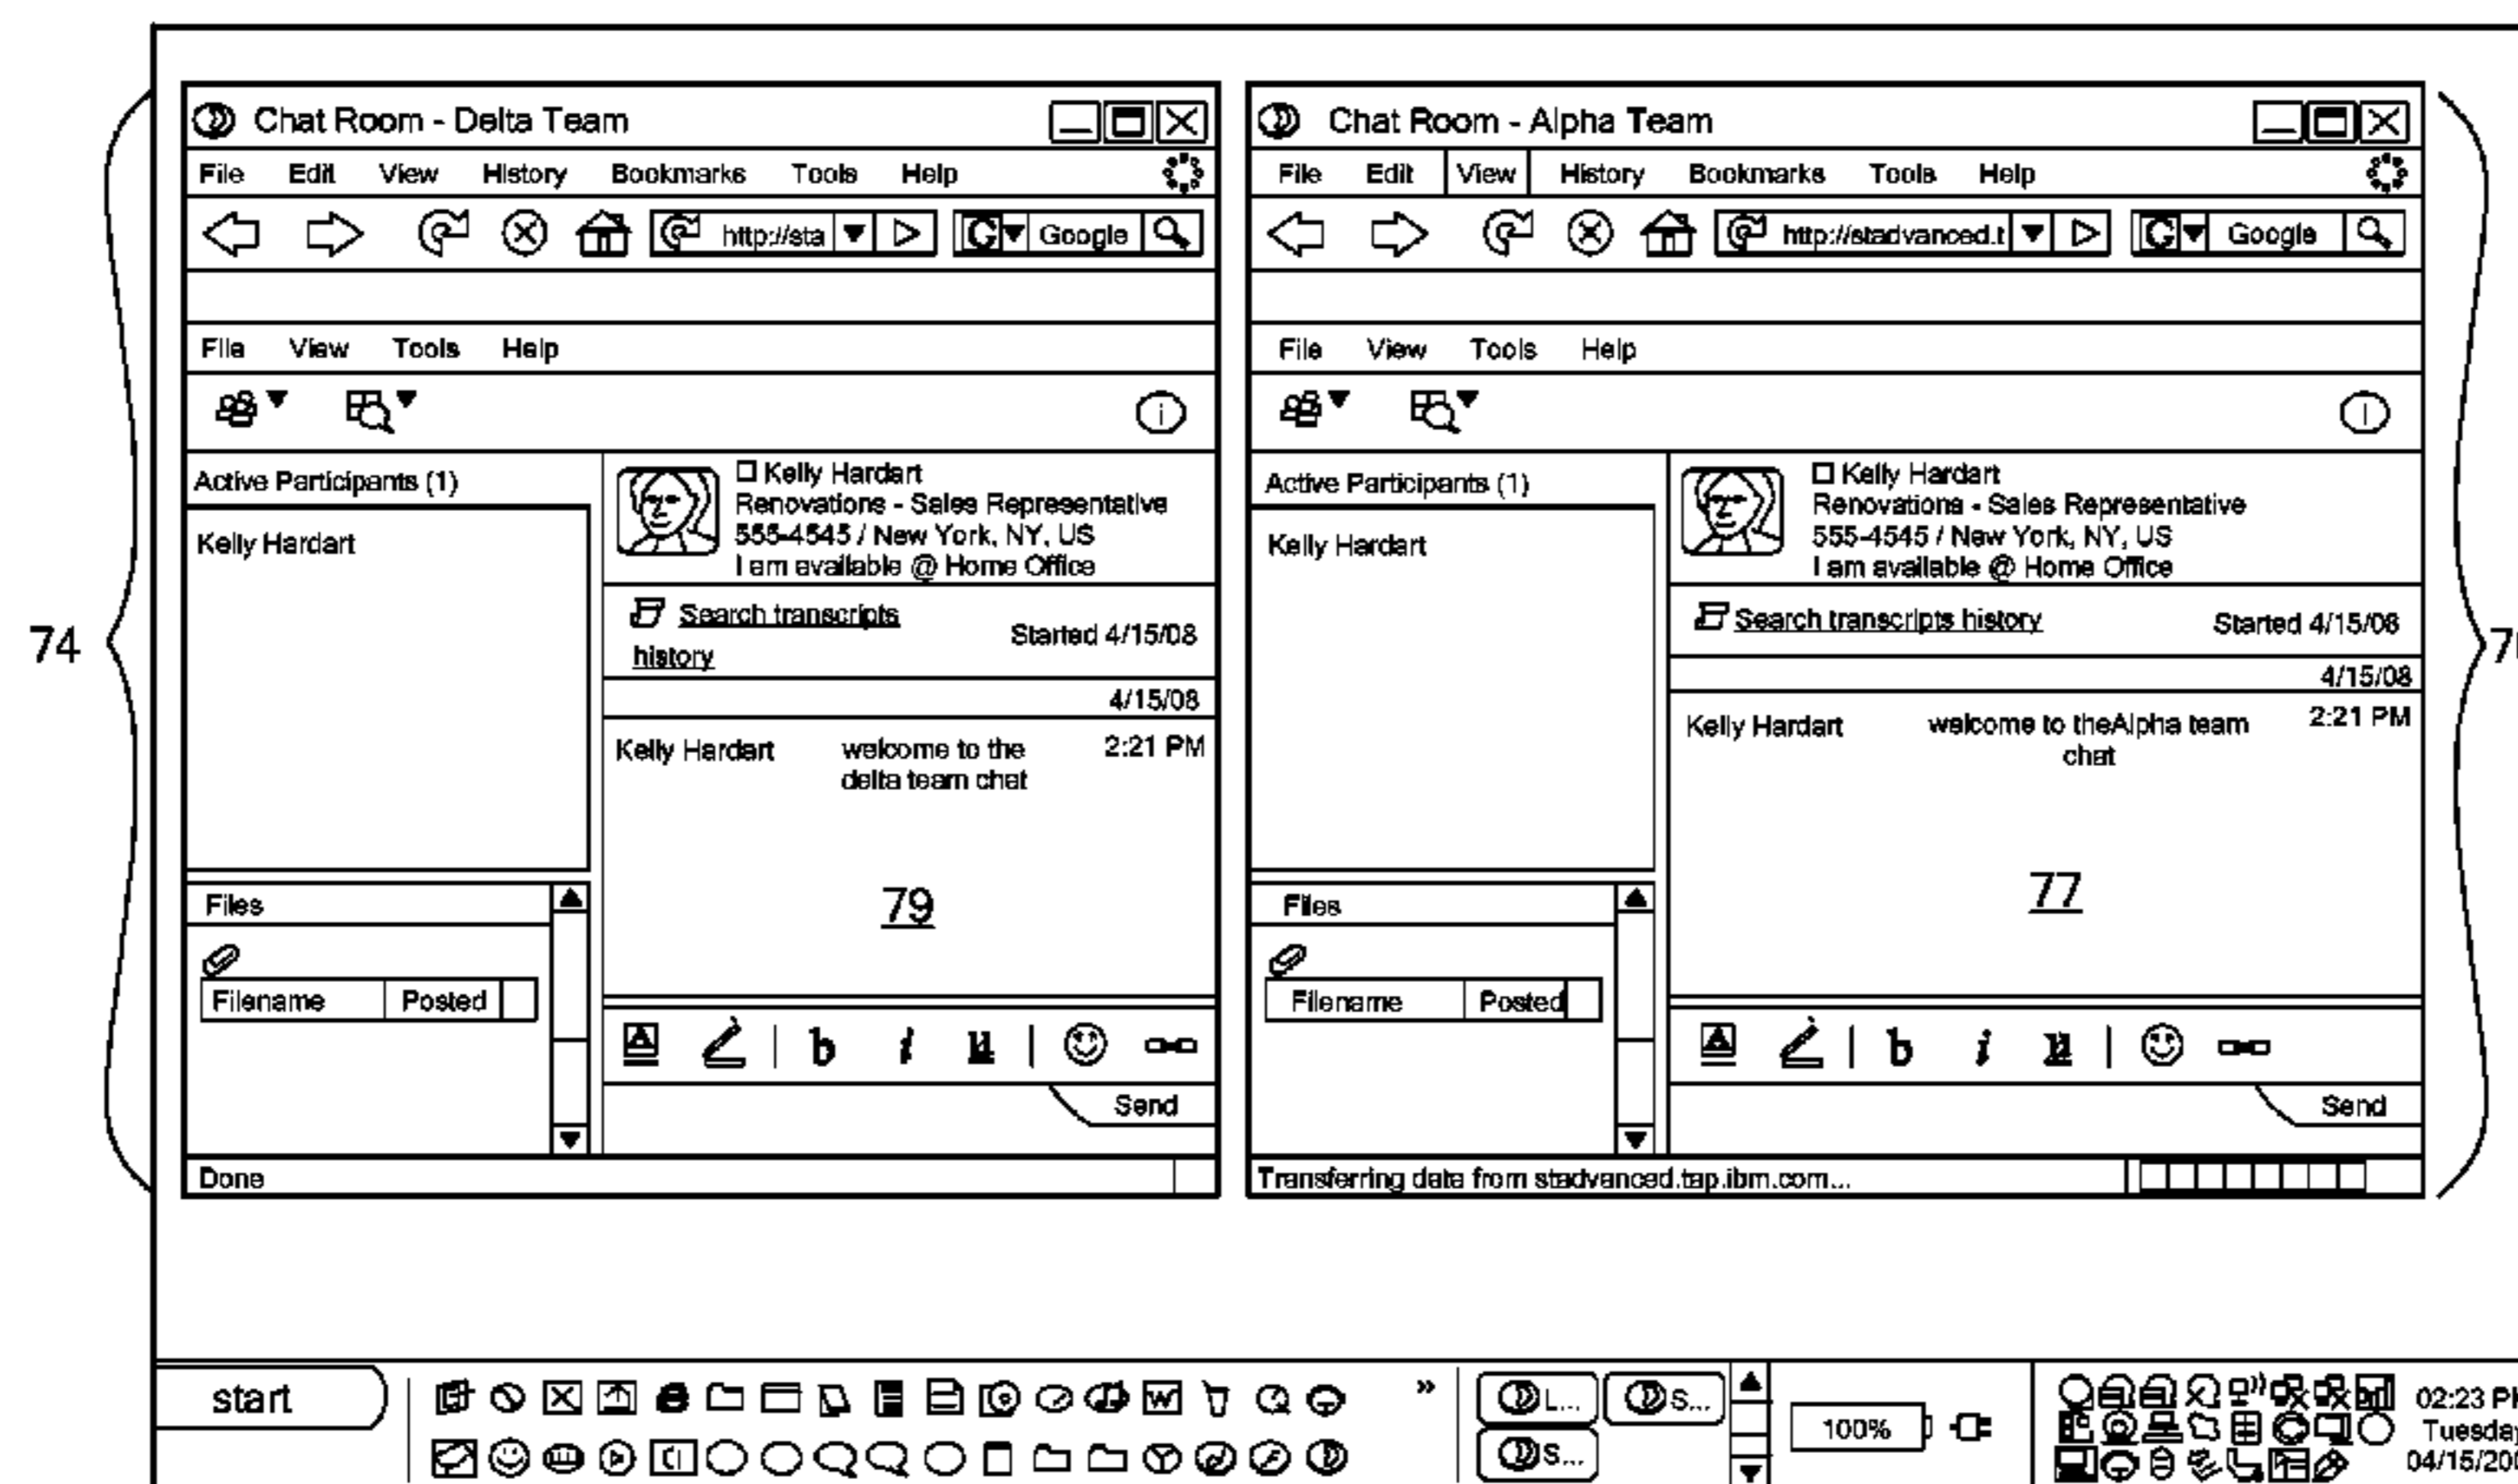 Chat Room - Delta Team
File Edit View History Bookmarks Tools Help
http://sta G Google
File View Tools Help
i
Active Participants (1)
Kelly Hardart
Kelly Hardart
Renovations - Sales Representative
555-4545 / New York, NY, US
I am available @ Home Office
Search transcripts
history
Started 4/15/08
4/15/08
Kelly Hardart welcome to the 2:21 PM
delta team chat
79
Files
Filename Posted
A b i u
Send
Done
74
Chat Room - Alpha Team
File Edit View History Bookmarks Tools Help
http://stadvanced.t G Google
File View Tools Help
i
Active Participants (1)
Kelly Hardart
Kelly Hardart
Renovations - Sales Representative
555-4545 / New York, NY, US
I am available @ Home Office
Search transcripts history Started 4/15/08
4/15/08
Kelly Hardart welcome to theAlpha team 2:21 PM
chat
77
Files
Filename Posted
A b i u
Send
Transferring data from stadvanced.tap.ibm.com...
start
W
» L... S...
S...
100%
02:23
Tuesday
04/15/20